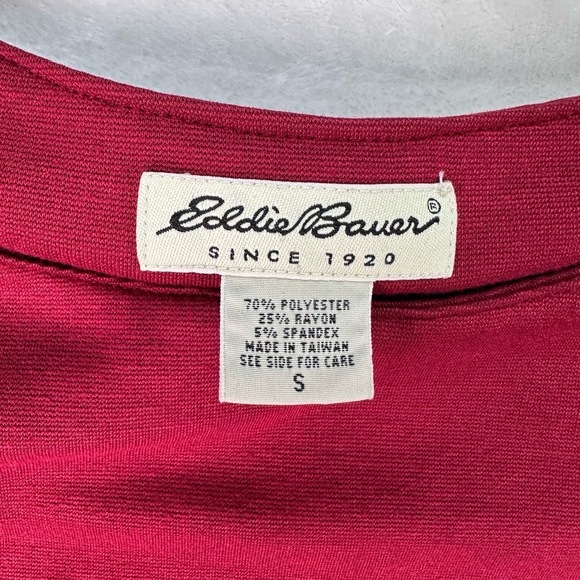 Eddie Bauer®
SINCE 1920
70% POLYESTER
25% RAYON
5% SPANDEX
MADE IN TAIWAN
SEE SIDE FOR CARE
S